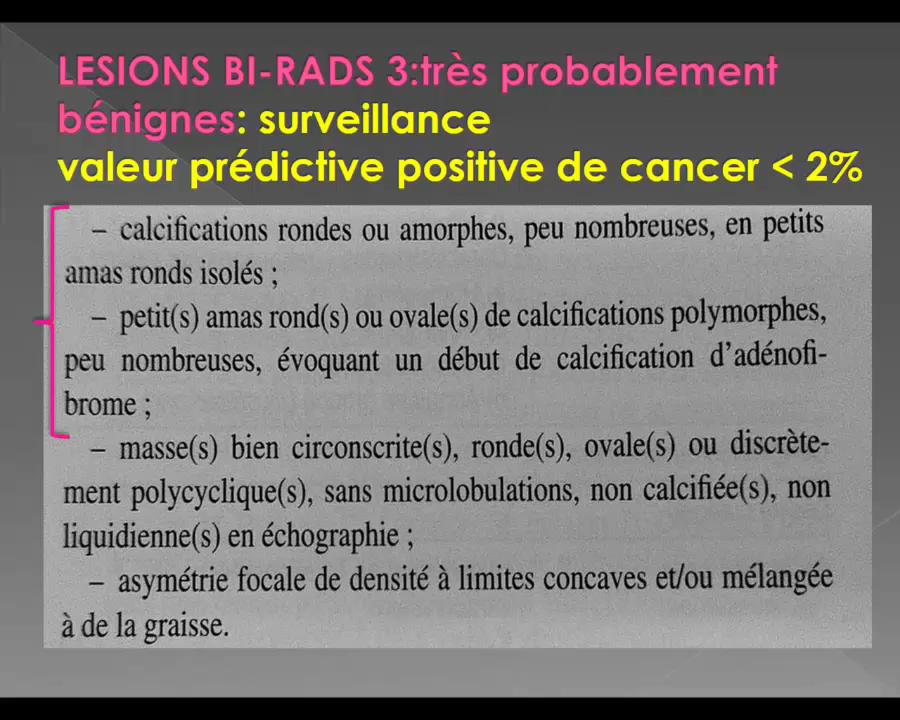 LESIONS BI-RADS 3:très probablement
bénignes: surveillance
valeur prédictive positive de cancer < 2%
– calcifications rondes ou amorphes, peu nombreuses, en petits
amas ronds isolés ;
– petit(s) amas rond(s) ou ovale(s) de calcifications polymorphes,
peu nombreuses, évoquant un début de calcification d'adénofi-
brome ;
– masse(s) bien circonscrite(s), ronde(s), ovale(s) ou discrète-
ment polycyclique(s), sans microlobulations, non calcifiée(s), non
liquidienne(s) en échographie ;
– asymétrie focale de densité à limites concaves et/ou mélangée
à de la graisse.